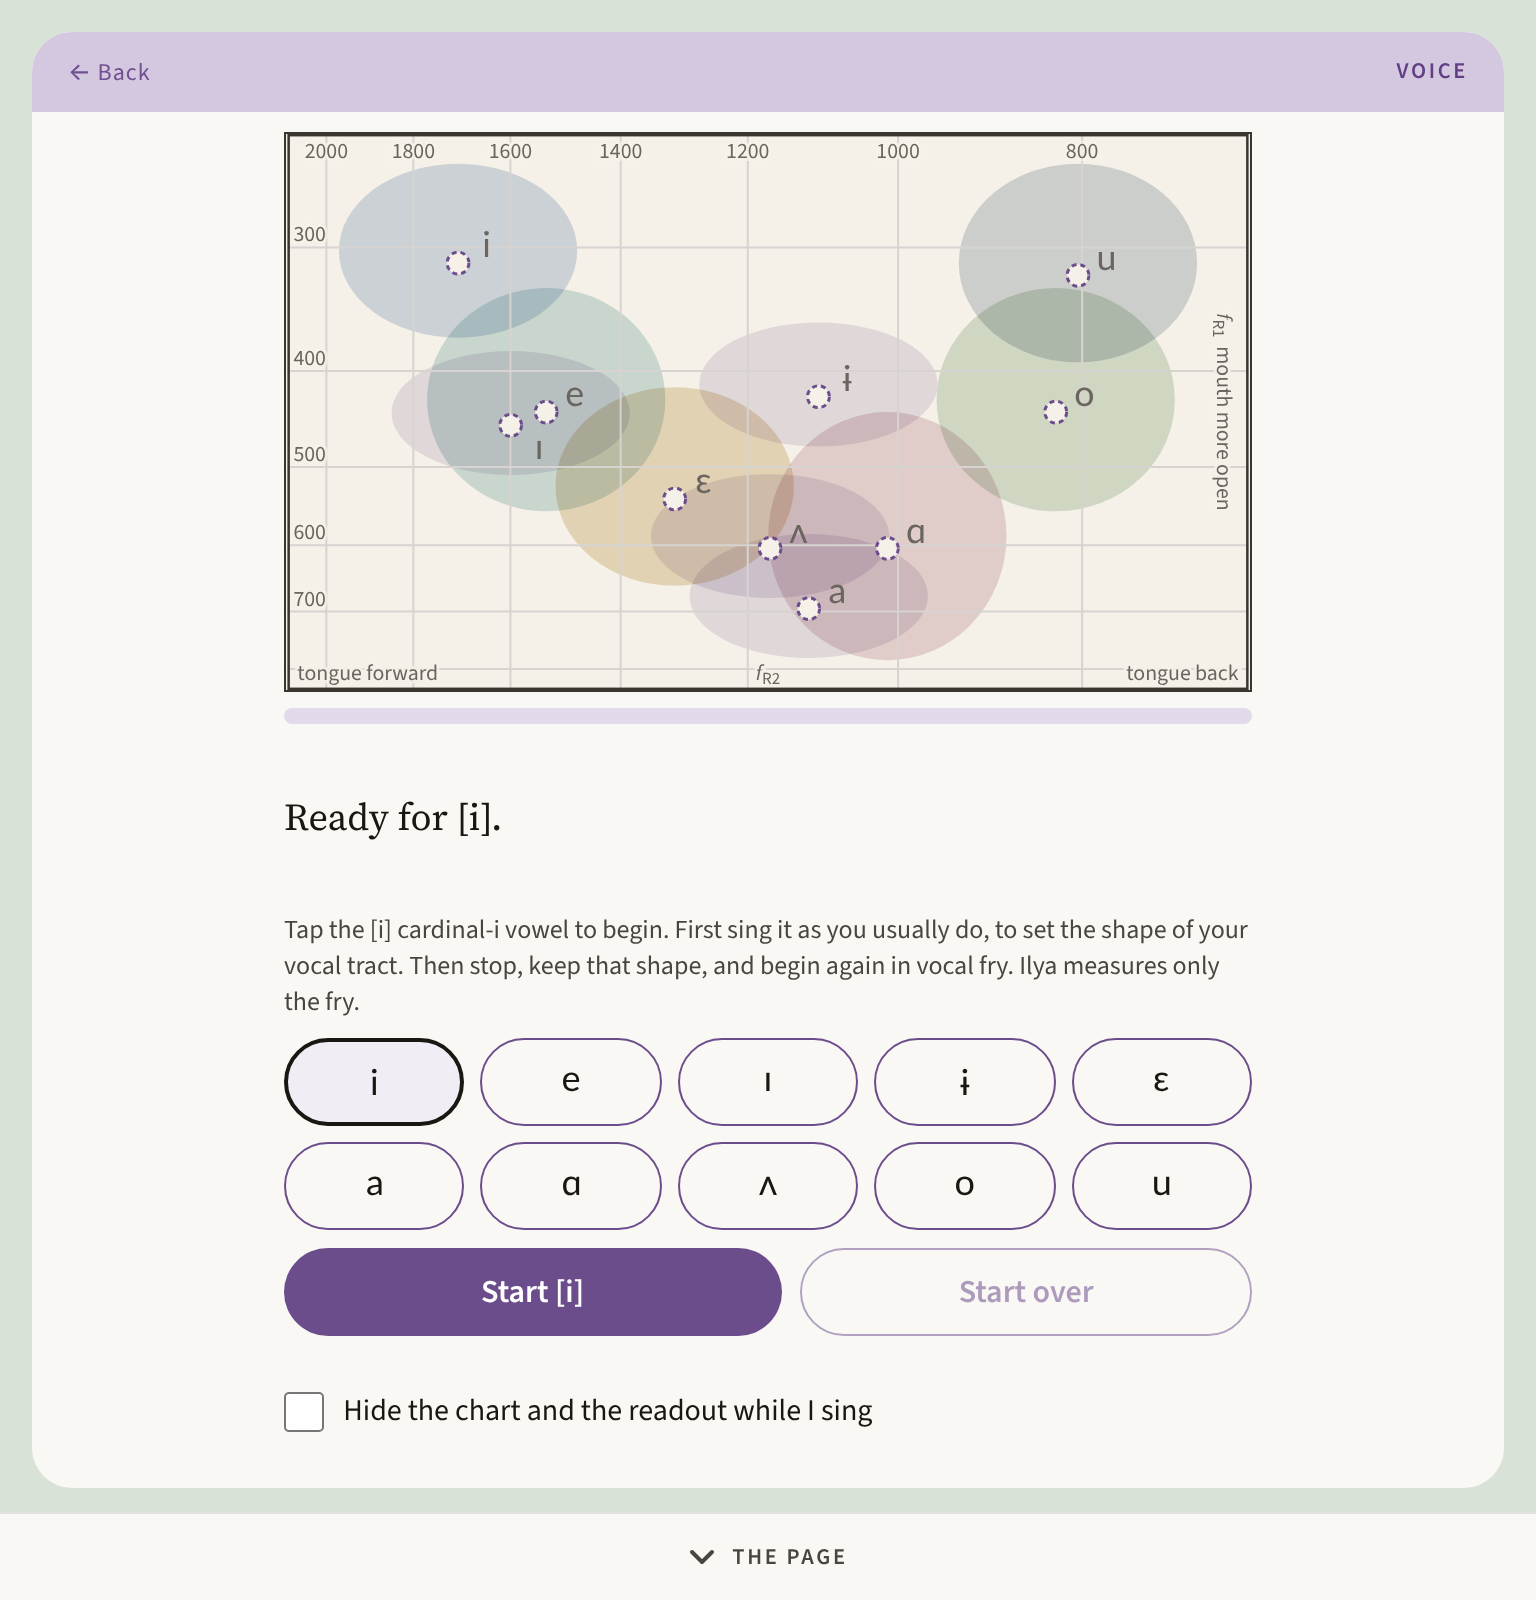 ← Back
VOICE
2000 1800 1600 1400 1200 1000 800
300
i
u
400
e
ɨ
o
ɪ
500
ɛ
600
ʌ
ɑ
700
a
fR1 mouth more open
tongue forward
fR2
tongue back
Ready for [i].
Tap the [i] cardinal-i vowel to begin. First sing it as you usually do, to set the shape of your
vocal tract. Then stop, keep that shape, and begin again in vocal fry. Ilya measures only
the fry.
i e ɪ ɨ ɛ
a ɑ ʌ o u
Start [i]
Start over
Hide the chart and the readout while I sing
THE PAGE